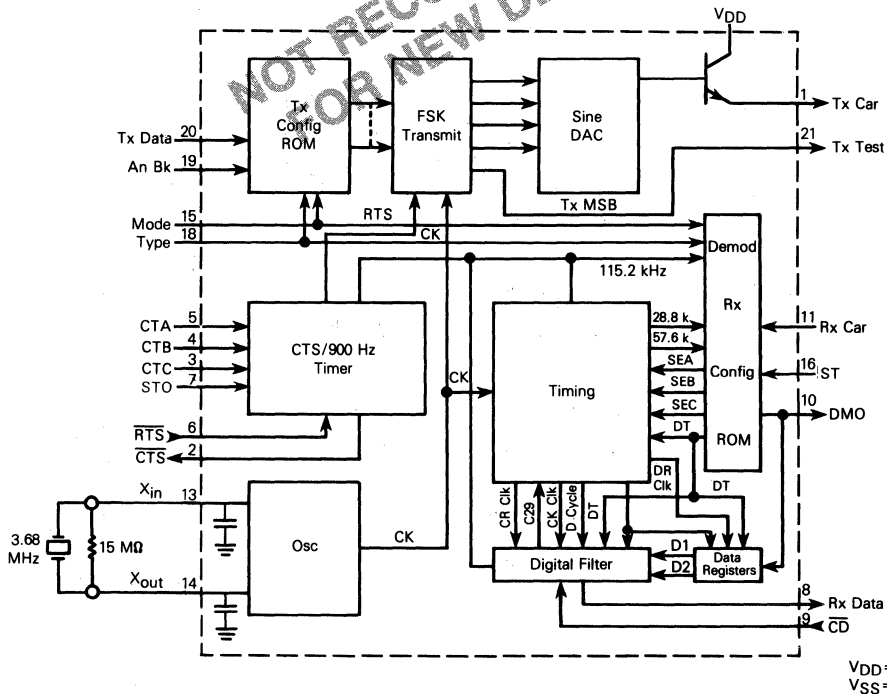 NOT RECO
FOR NEW DE
VDD
Tx Config ROM
FSK Transmit
Sine DAC
1 Tx Car
21 Tx Test
Tx Data 20
An Bk 19
Tx MSB
Mode 15
Type 18
RTS
CK
115.2 kHz
Demod
Rx
Config
ROM
CTA 5
CTB 4
CTC 3
STO 7
CTS/900 Hz Timer
CK
Timing
28.8 k
57.6 k
SEA
SEB
SEC
DT
11 Rx Car
16 ST
10 DMO
RTS 6
CTS 2
DR Clk
DT
Xin 13
3.68 MHz
15 MΩ
Xout 14
Osc
CK
CR Clk
C29
CK Clk
D Cycle
DT
Digital Filter
D1
D2
Data Registers
8 Rx Data
9 CD
VDD=
VSS=